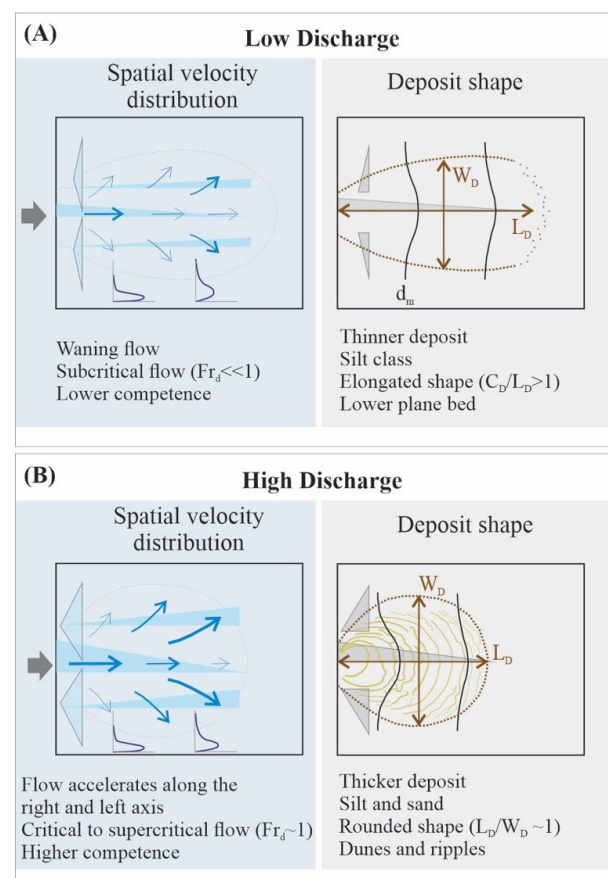 (A)
Low Discharge
Spatial velocity
distribution
Deposit shape
W_D
L_D
d_m
Waning flow
Subcritical flow (Fr_d<<1)
Lower competence
Thinner deposit
Silt class
Elongated shape (C_D/L_D>1)
Lower plane bed
(B)
High Discharge
Spatial velocity
distribution
Deposit shape
W_D
L_D
Flow accelerates along the
right and left axis
Critical to supercritical flow (Fr_d~1)
Higher competence
Thicker deposit
Silt and sand
Rounded shape (L_D/W_D ~1)
Dunes and ripples